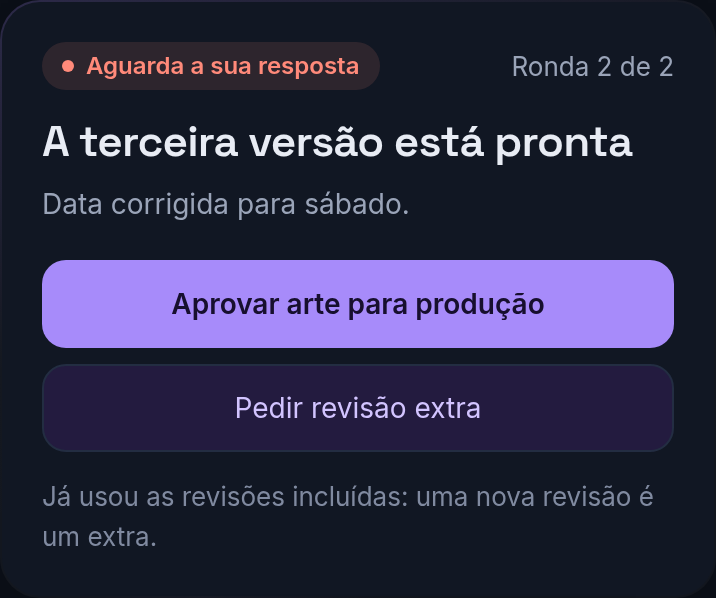 Aguarda a sua resposta
Ronda 2 de 2
A terceira versão está pronta
Data corrigida para sábado.
Aprovar arte para produção
Pedir revisão extra
Já usou as revisões incluídas: uma nova revisão é
um extra.